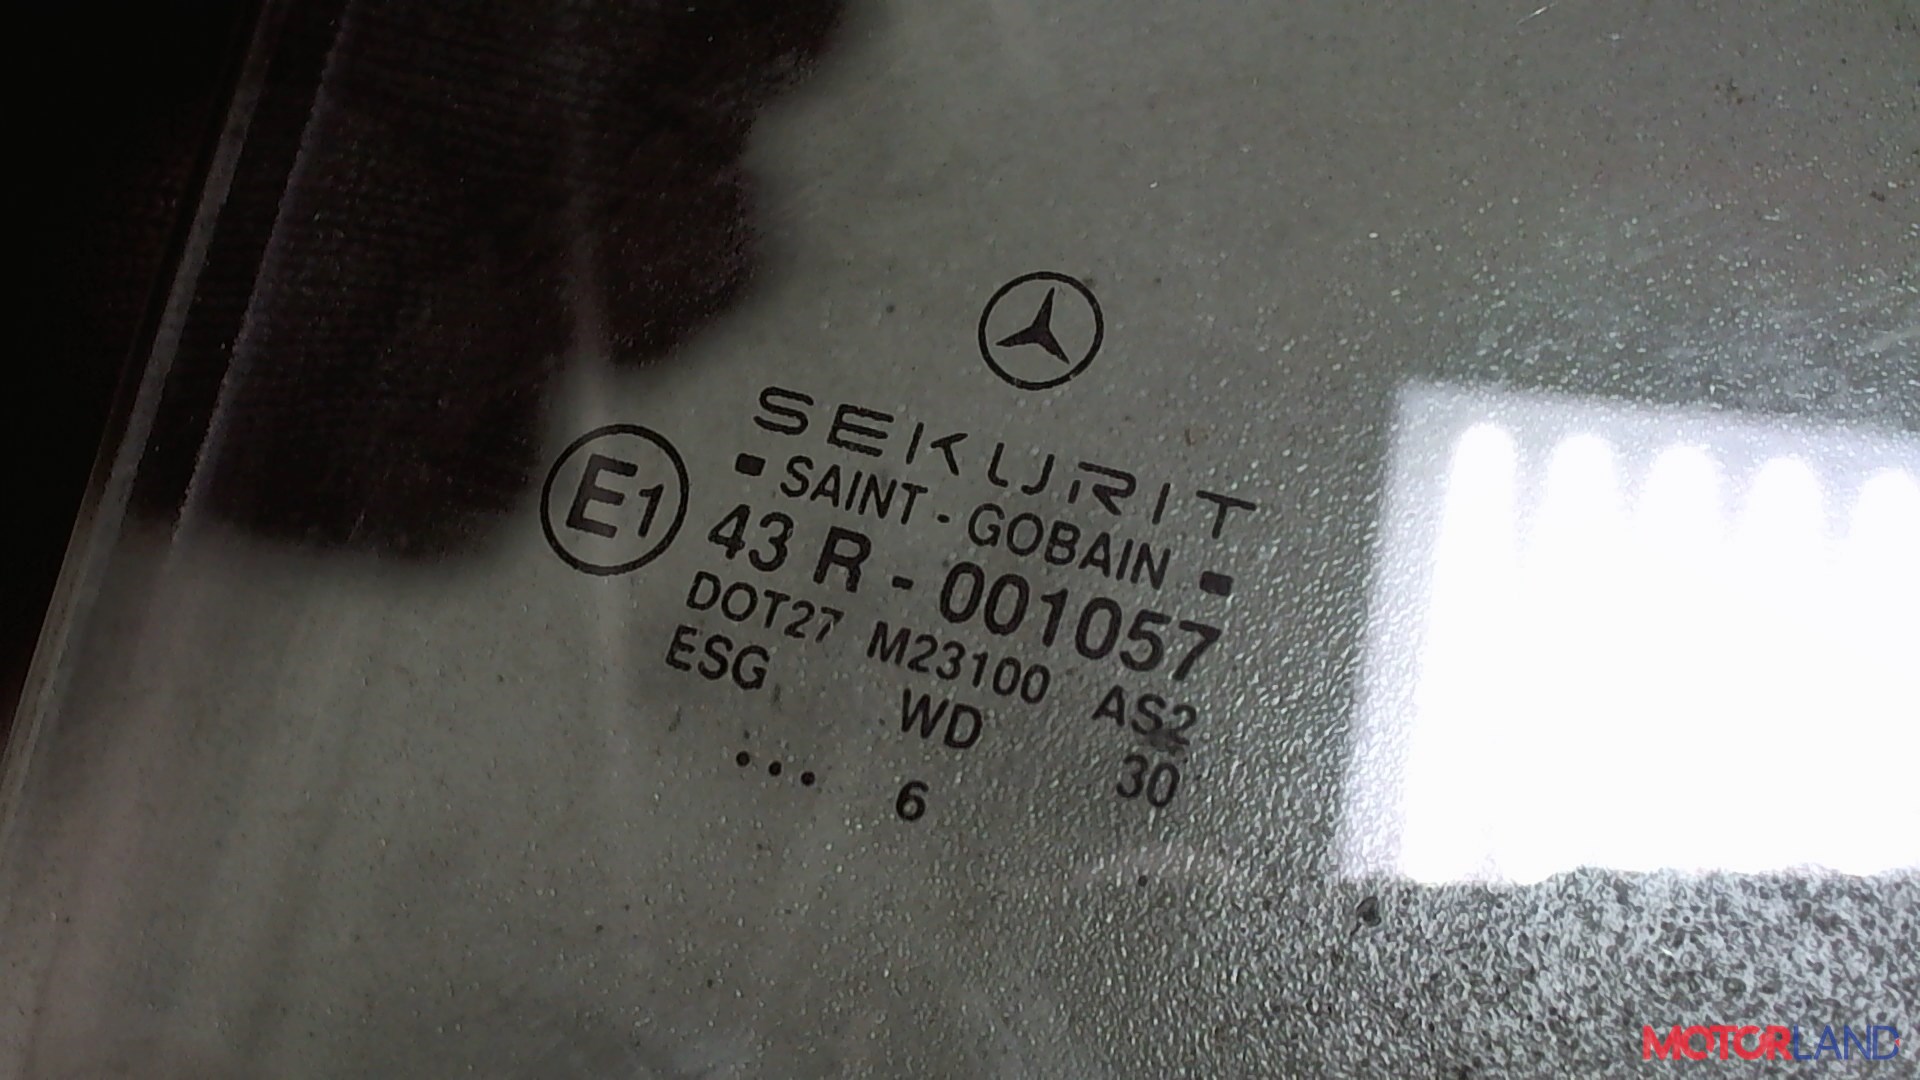 SEKURIT
SAINT - GOBAIN
E1
43 R - 001057
DOT27 M23100 AS2
ESG WD 30
... 6
MOTORLAND